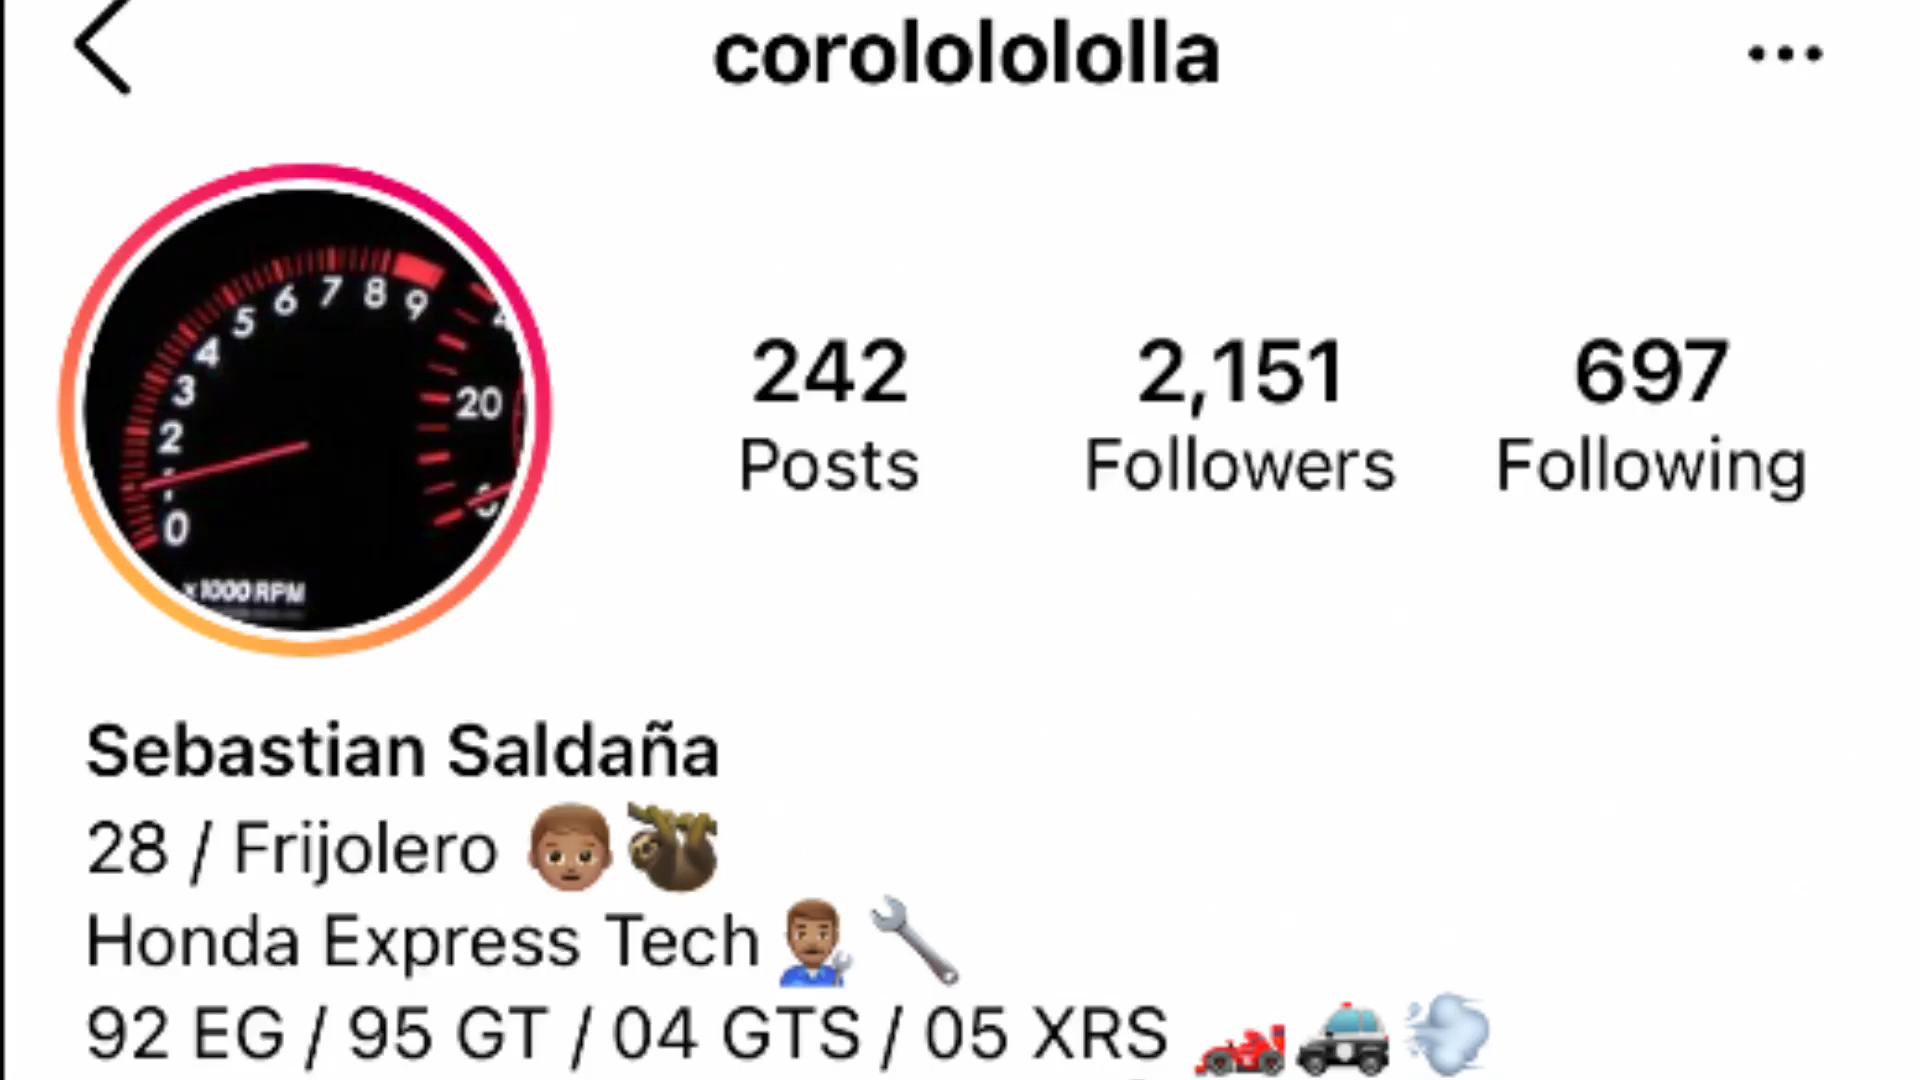 corololololla
242
2,151
697
Posts
Followers
Following
5 6 7 8 9
4
3
2
0
20
x1000 RPM
Sebastian Saldaña
28 / Frijolero 👦🏽🦥
Honda Express Tech 👨🏽‍🔧🔧
92 EG / 95 GT / 04 GTS / 05 XRS 🏎🚓💨